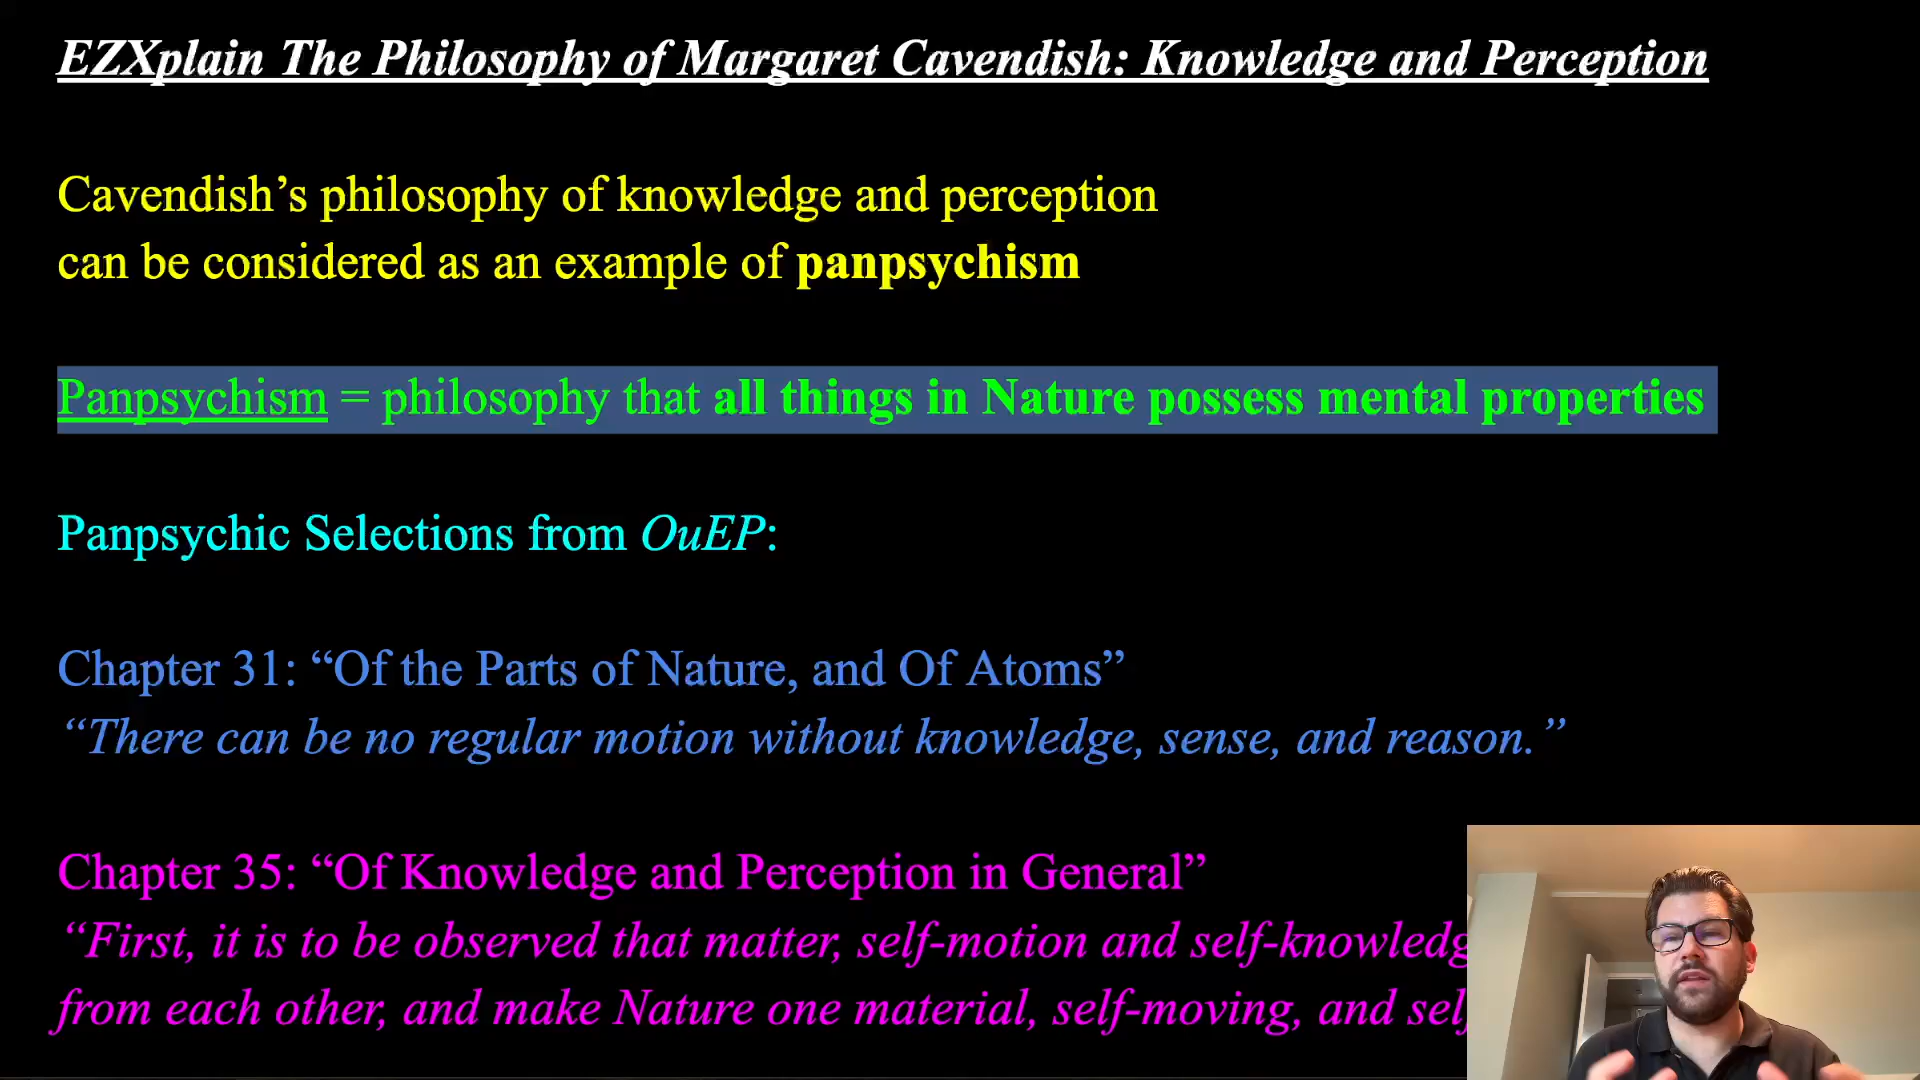 EZXplain The Philosophy of Margaret Cavendish: Knowledge and Perception
Cavendish’s philosophy of knowledge and perception
can be considered as an example of panpsychism
Panpsychism = philosophy that all things in Nature possess mental properties
Panpsychic Selections from OuEP:
Chapter 31: “Of the Parts of Nature, and Of Atoms”
“There can be no regular motion without knowledge, sense, and reason.”
Chapter 35: “Of Knowledge and Perception in General”
“First, it is to be observed that matter, self-motion and
from each other, and make Nature one material, self-moving, and